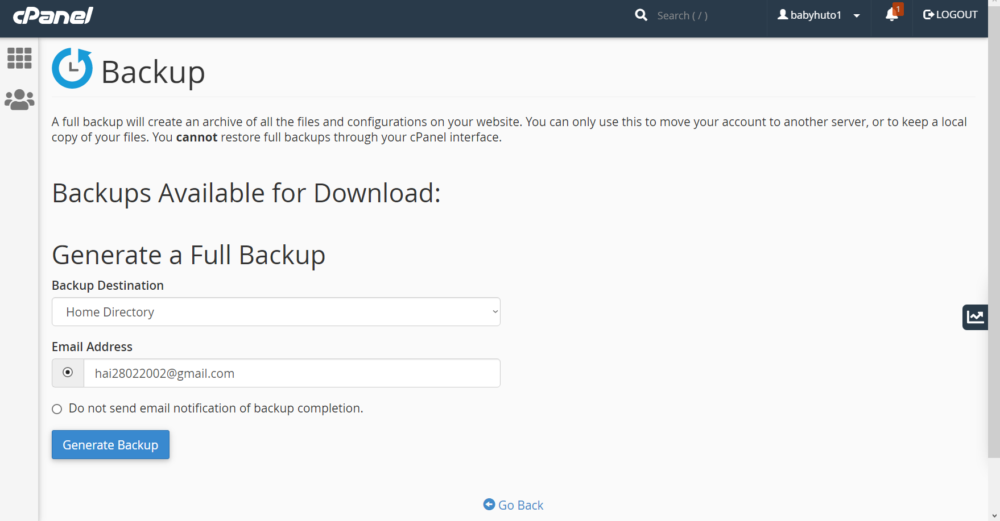 cPanel
Search ( / )
babyhuto1
1
LOGOUT
Backup
A full backup will create an archive of all the files and configurations on your website. You can only use this to move your account to another server, or to keep a local
copy of your files. You cannot restore full backups through your cPanel interface.
Backups Available for Download:
Generate a Full Backup
Backup Destination
Home Directory
Email Address
hai28022002@gmail.com
Do not send email notification of backup completion.
Generate Backup
Go Back